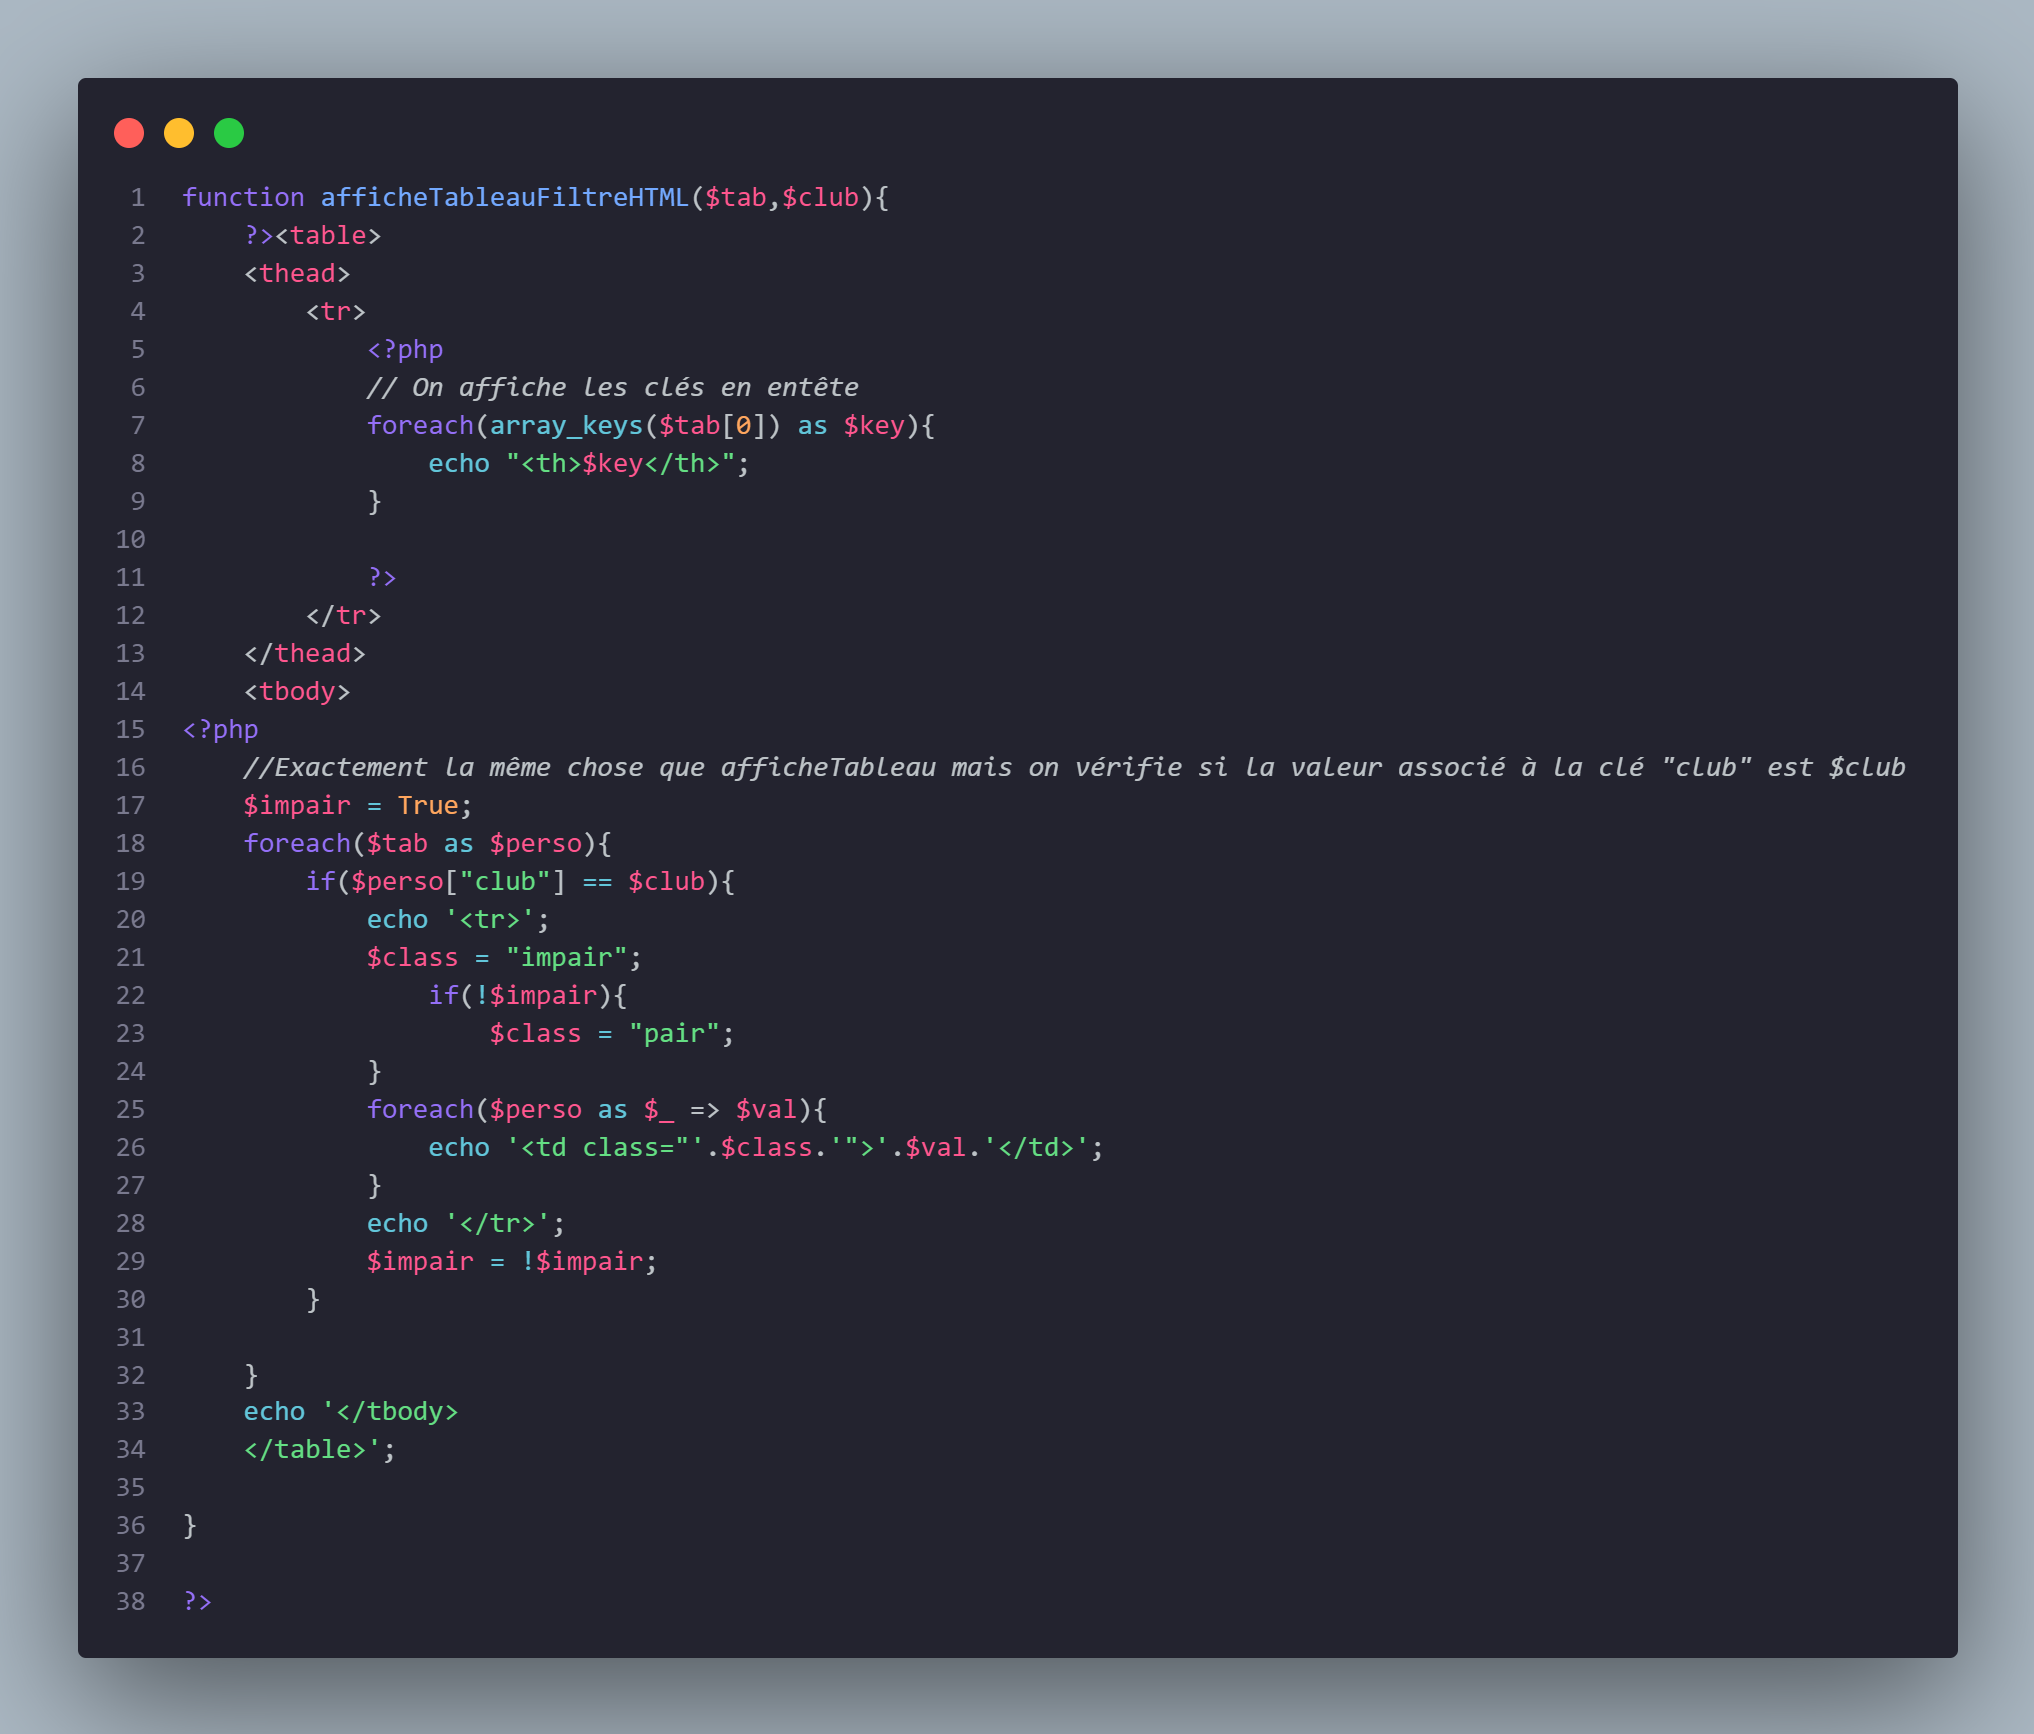 1 function afficheTableauFiltreHTML($tab,$club){
2     ?><table>
3     <thead>
4         <tr>
5             <?php
6             // On affiche les clés en entête
7             foreach(array_keys($tab[0]) as $key){
8                 echo "<th>$key</th>";
9             }
10
11             ?>
12         </tr>
13     </thead>
14     <tbody>
15 <?php
16     //Exactement la même chose que afficheTableau mais on vérifie si la valeur associé à la clé "club" est $club
17     $impair = True;
18     foreach($tab as $perso){
19         if($perso["club"] == $club){
20             echo '<tr>';
21             $class = "impair";
22                 if(!$impair){
23                     $class = "pair";
24             }
25             foreach($perso as $_ => $val){
26                 echo '<td class="'.$class.'">'.$val.'</td>';
27             }
28             echo '</tr>';
29             $impair = !$impair;
30         }
31
32     }
33     echo '</tbody>
34     </table>';
35
36 }
37
38 ?>